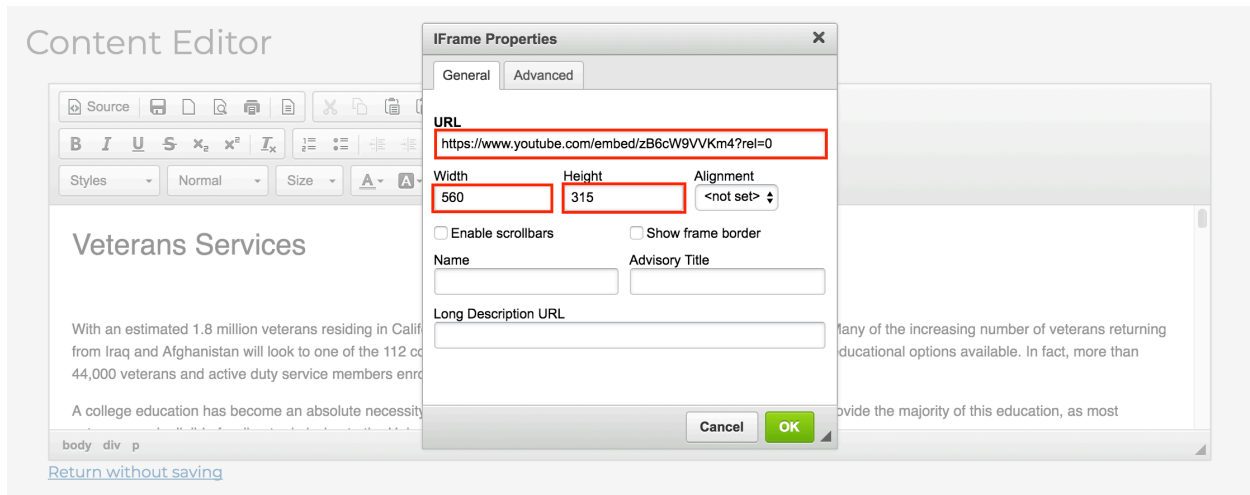 Content Editor
IFrame Properties
General Advanced
Source
URL
https://www.youtube.com/embed/zB6cW9VVKm4?rel=0
Width Height Alignment
560 315 <not set>
Styles Normal Size
Enable scrollbars Show frame border
Name Advisory Title
Long Description URL
Veterans Services
With an estimated 1.8 million veterans residing in Many of the increasing number of veterans returning
from Iraq and Afghanistan will look to one of the 112 educational options available. In fact, more than
44,000 veterans and active duty service members
A college education has become an absolute necessity the majority of this education, as most
Cancel OK
body div p
Return without saving